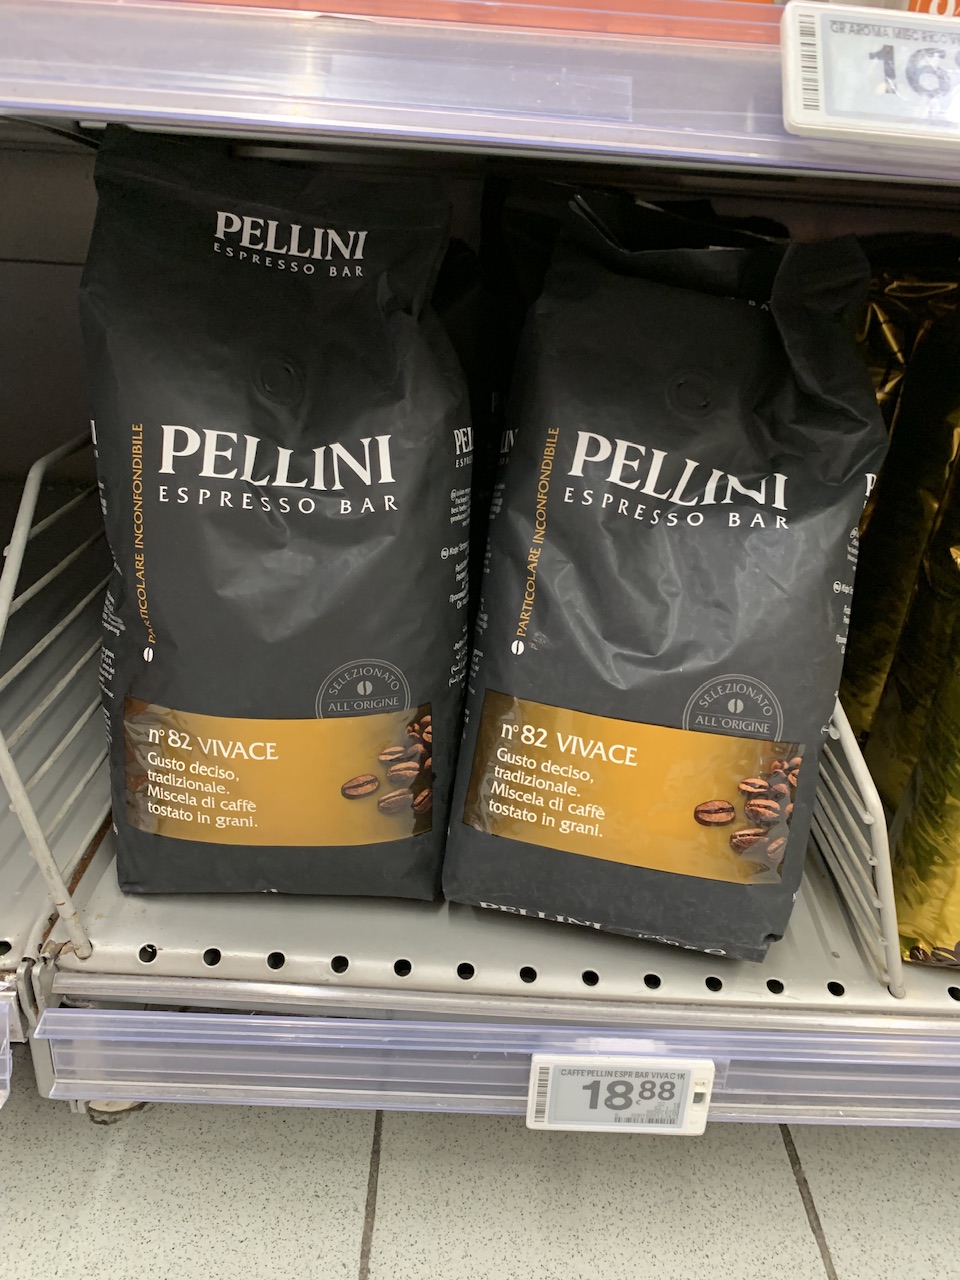 16
PELLINI
ESPRESSO BAR
PARTICOLARE INCONFONDIBILE
PELLINI
ESPRESSO BAR
SELEZIONATO
ALL'ORIGINE
n° 82 VIVACE
Gusto deciso,
tradizionale.
Miscela di caffè
tostato in grani.
PARTICOLARE INCONFONDIBILE
PELLINI
ESPRESSO BAR
SELEZIONATO
ALL'ORIGINE
n° 82 VIVACE
Gusto deciso,
tradizionale.
Miscela di caffè
tostato in grani.
PELLINI
CAFFE'PELLIN ESPR BAR VIVAC 1K
18 88
€